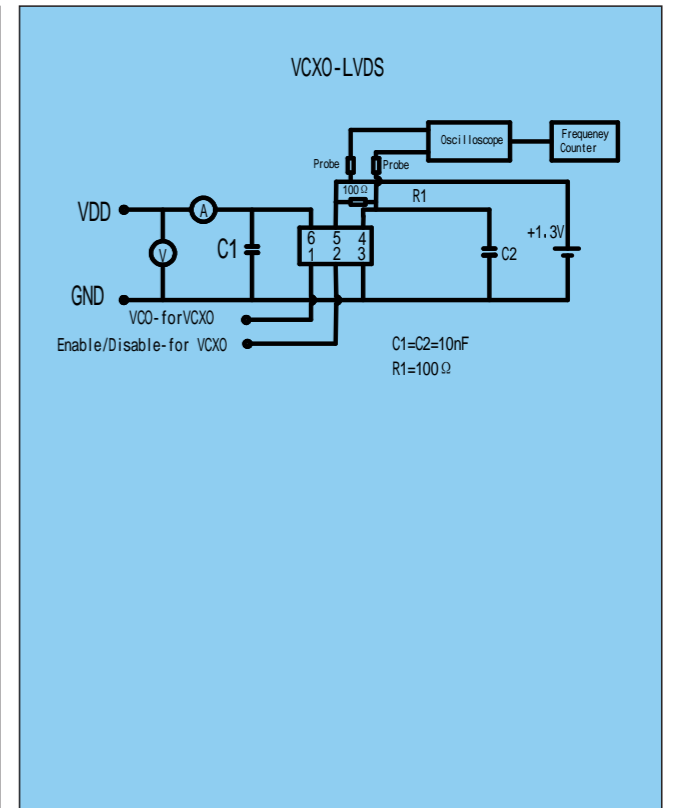 VCXO-LVDS
Oscilloscope
Frequeney
Counter
Probe
Probe
100Ω
R1
VDD
A
V
C1
6 5 4
1 2 3
+1.3V
C2
GND
VCO-forVCXO
Enable/Disable-for VCXO
C1=C2=10nF
R1=100Ω